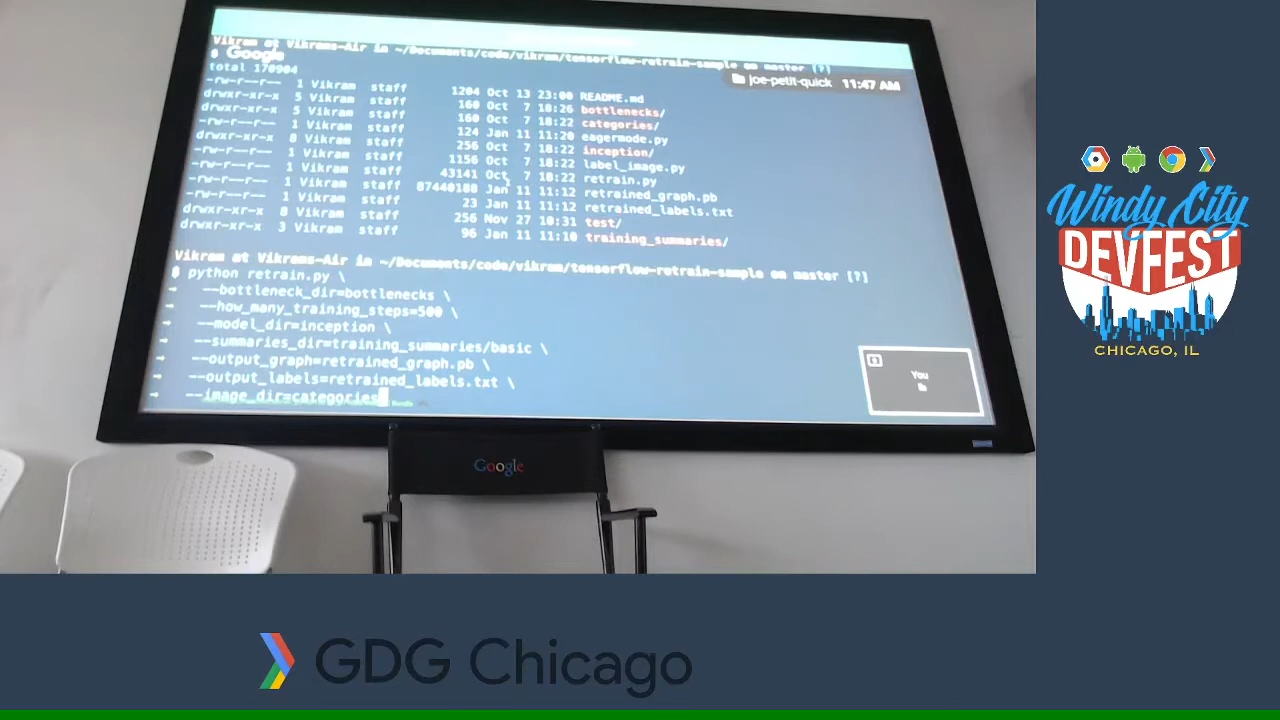 Vikram at Vikrams-Air in ~/Documents/code/vikram/tensorflow-retrain-sample on master [?]
$
Google
joe-petit-quick 11:47 AM
total 170904
-rw-r--r-- 1 Vikram staff 1204 Oct 13 23:00 README.md
drwxr-xr-x 5 Vikram staff 160 Oct 7 18:26 bottlenecks/
drwxr-xr-x 5 Vikram staff 160 Oct 7 18:22 categories/
-rw-r--r-- 1 Vikram staff 124 Jan 11 11:20 eagermode.py
drwxr-xr-x 8 Vikram staff 256 Oct 7 18:22 inception/
-rw-r--r-- 1 Vikram staff 1156 Oct 7 18:22 label_image.py
-rw-r--r-- 1 Vikram staff 43141 Oct 7 18:22 retrain.py
-rw-r--r-- 1 Vikram staff 87440188 Jan 11 11:12 retrained_graph.pb
-rw-r--r-- 1 Vikram staff 23 Jan 11 11:12 retrained_labels.txt
drwxr-xr-x 8 Vikram staff 256 Nov 27 10:31 test/
drwxr-xr-x 3 Vikram staff 96 Jan 11 11:10 training_summaries/
Vikram at Vikrams-Air in ~/Documents/code/vikram/tensorflow-retrain-sample on master [?]
$ python retrain.py \
--bottleneck_dir=bottlenecks \
--how_many_training_steps=500 \
--model_dir=inception \
--summaries_dir=training_summaries/basic \
--output_graph=retrained_graph.pb \
--output_labels=retrained_labels.txt \
--image_dir=categories
You
Google
Windy City
DEVFEST
CHICAGO, IL
GDG Chicago